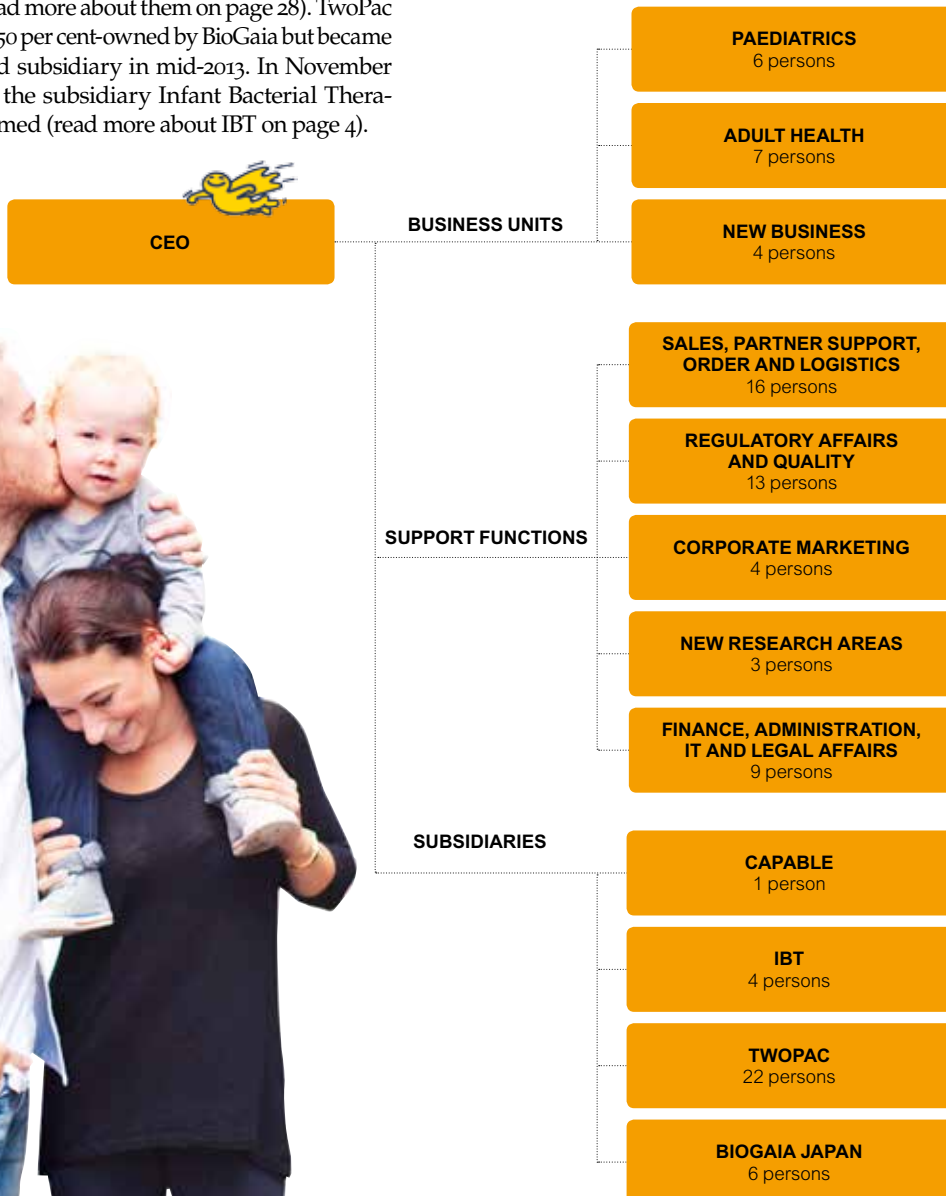 ad more about them on page 28). TwoPac
50 per cent-owned by BioGaia but became
d subsidiary in mid-2013. In November
the subsidiary Infant Bacterial Thera-
med (read more about IBT on page 4).
CEO
BUSINESS UNITS
PAEDIATRICS
6 persons
ADULT HEALTH
7 persons
NEW BUSINESS
4 persons
SUPPORT FUNCTIONS
SALES, PARTNER SUPPORT,
ORDER AND LOGISTICS
16 persons
REGULATORY AFFAIRS
AND QUALITY
13 persons
CORPORATE MARKETING
4 persons
NEW RESEARCH AREAS
3 persons
FINANCE, ADMINISTRATION,
IT AND LEGAL AFFAIRS
9 persons
SUBSIDIARIES
CAPABLE
1 person
IBT
4 persons
TWOPAC
22 persons
BIOGAIA JAPAN
6 persons